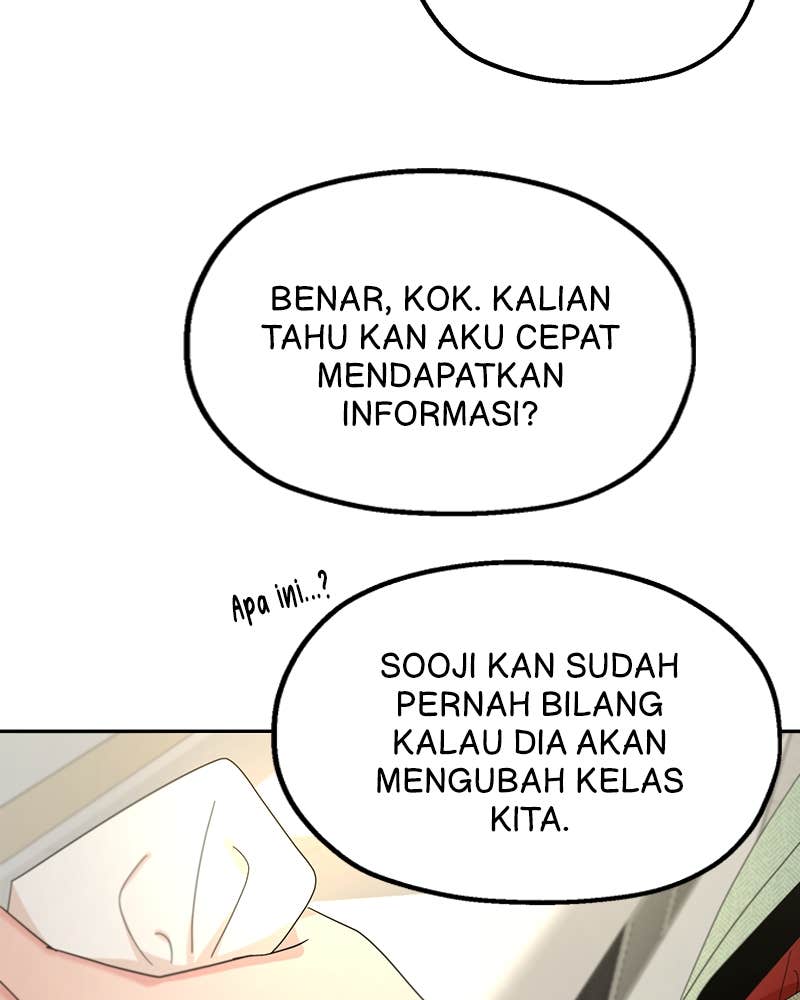 BENAR, KOK. KALIAN
TAHU KAN AKU CEPAT
MENDAPATKAN
INFORMASI?
Apa ini...?
SOOJI KAN SUDAH
PERNAH BILANG
KALAU DIA AKAN
MENGUBAH KELAS
KITA.